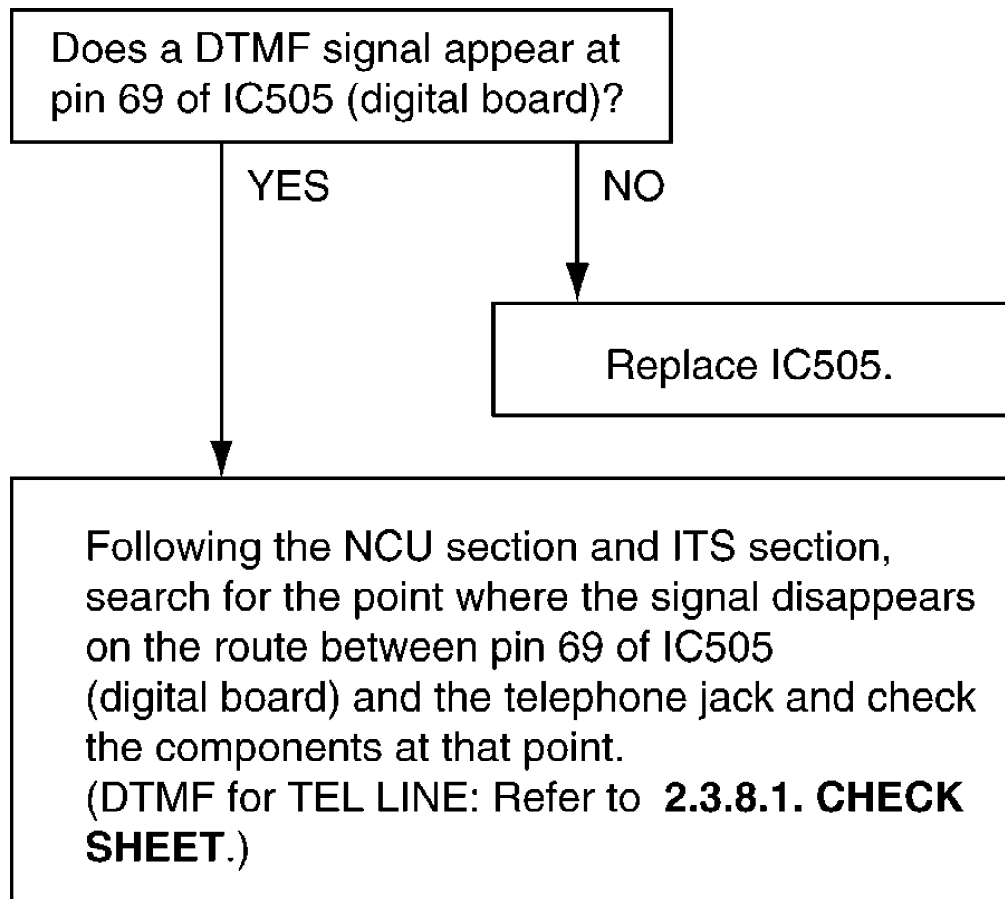 Does a DTMF signal appear at
pin 69 of IC505 (digital board)?
YES
NO
Replace IC505.
Following the NCU section and ITS section,
search for the point where the signal disappears
on the route between pin 69 of IC505
(digital board) and the telephone jack and check
the components at that point.
(DTMF for TEL LINE: Refer to 2.3.8.1. CHECK
SHEET.)